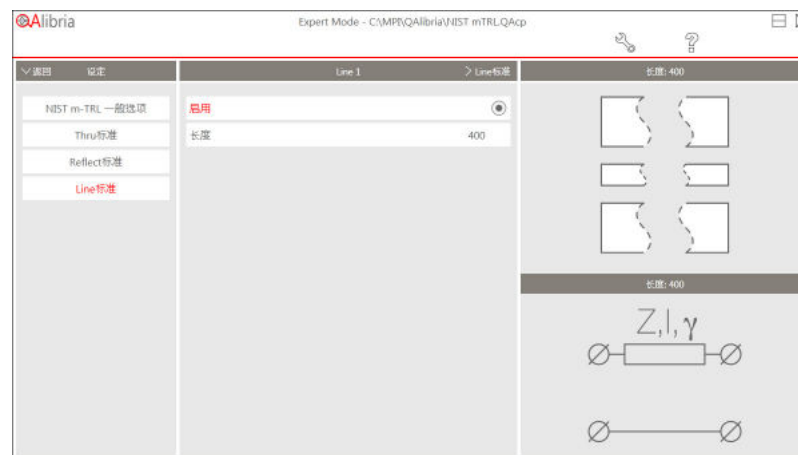 QAlibria
Expert Mode - C:\MPI\QAlibria\NIST mTRL.QAcp
返回 设定
Line 1
Line标准
长度: 400
NIST m-TRL 一般选项
Thru标准
Reflect标准
Line标准
启用
长度 400
长度: 400
Z,l,γ